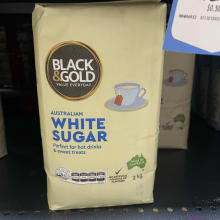 BLACK
&GOLD
VALUE EVERYDAY
AUSTRALIAN
WHITE
SUGAR
Perfect for hot drinks
& sweet treats
2 kg